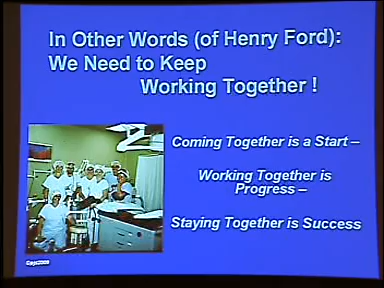 In Other Words (of Henry Ford):
We Need to Keep
Working Together !
Coming Together is a Start –
Working Together is
Progress –
Staying Together is Success